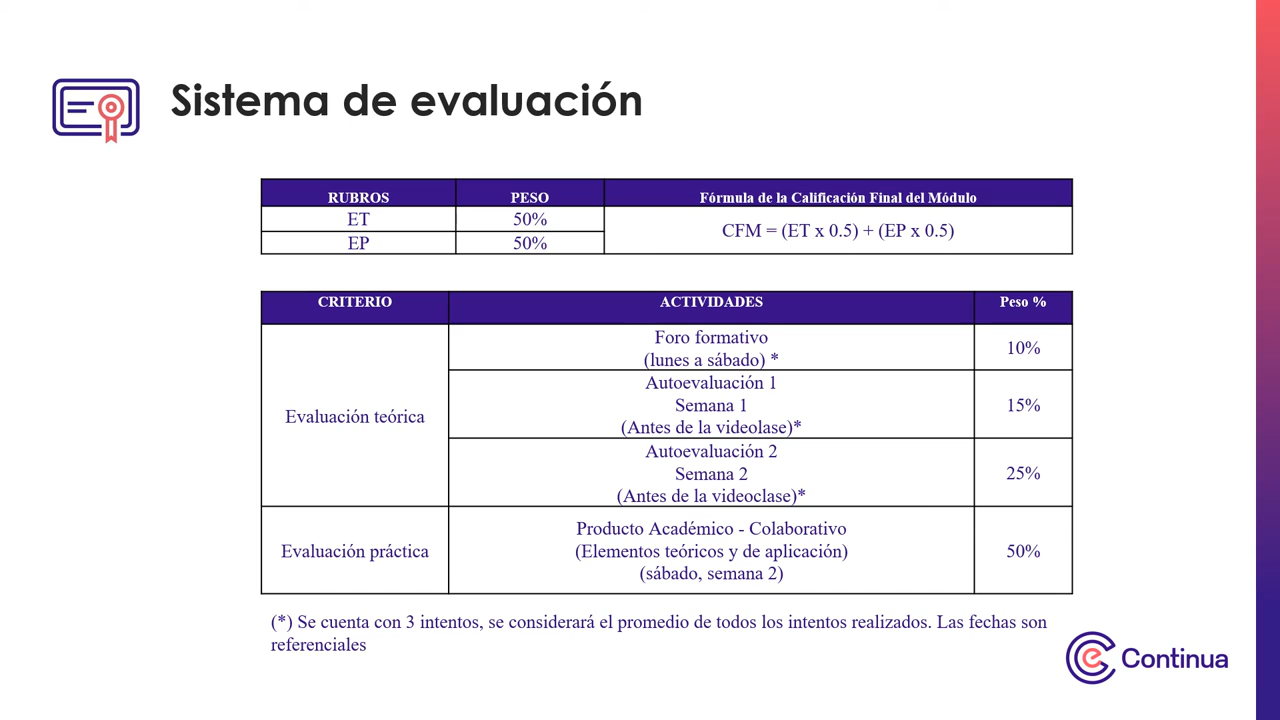 Sistema de evaluación
RUBROS PESO Fórmula de la Calificación Final del Módulo
ET 50%
CFM = (ET x 0.5) + (EP x 0.5)
EP 50%
CRITERIO ACTIVIDADES Peso %
Evaluación teórica
Foro formativo
(lunes a sábado) *
10%
Autoevaluación 1
Semana 1
(Antes de la videolase)*
15%
Autoevaluación 2
Semana 2
(Antes de la videoclase)*
25%
Evaluación práctica
Producto Académico - Colaborativo
(Elementos teóricos y de aplicación)
(sábado, semana 2)
50%
(*) Se cuenta con 3 intentos, se considerará el promedio de todos los intentos realizados. Las fechas son
referenciales
Continua